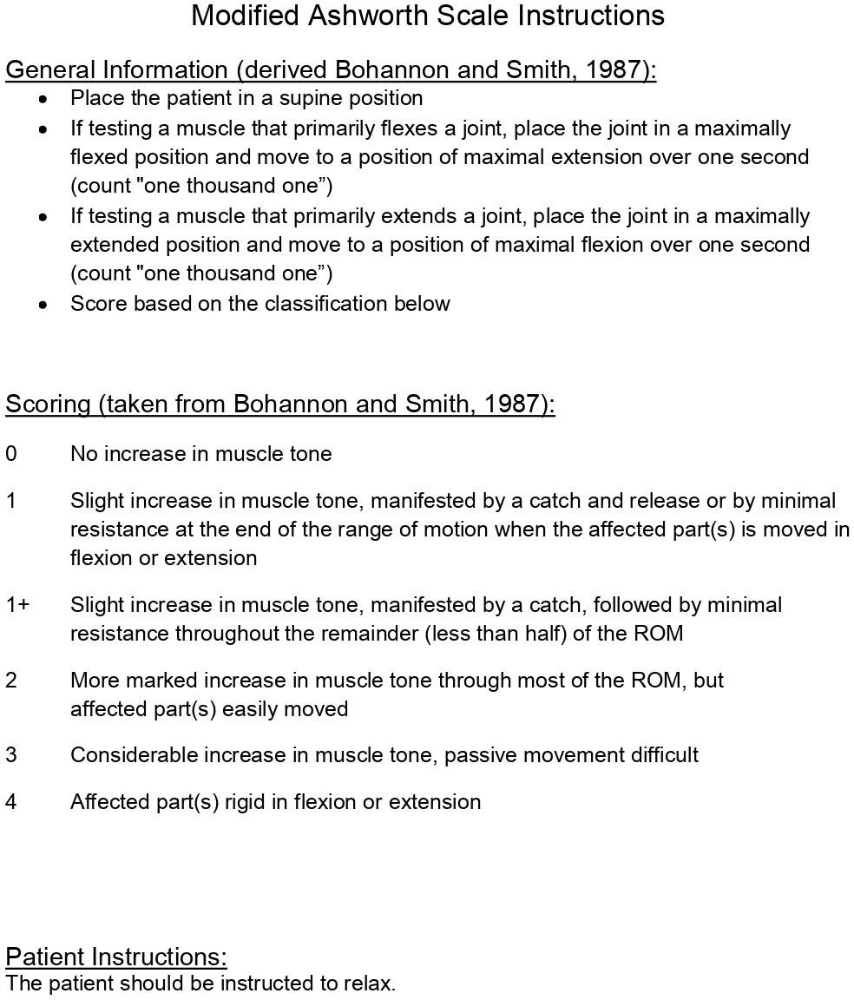 Modified Ashworth Scale Instructions
General Information (derived Bohannon and Smith, 1987):
• Place the patient in a supine position
• If testing a muscle that primarily flexes a joint, place the joint in a maximally
flexed position and move to a position of maximal extension over one second
(count "one thousand one”)
• If testing a muscle that primarily extends a joint, place the joint in a maximally
extended position and move to a position of maximal flexion over one second
(count "one thousand one”)
• Score based on the classification below
Scoring (taken from Bohannon and Smith, 1987):
0 No increase in muscle tone
1 Slight increase in muscle tone, manifested by a catch and release or by minimal
resistance at the end of the range of motion when the affected part(s) is moved in
flexion or extension
1+ Slight increase in muscle tone, manifested by a catch, followed by minimal
resistance throughout the remainder (less than half) of the ROM
2 More marked increase in muscle tone through most of the ROM, but
affected part(s) easily moved
3 Considerable increase in muscle tone, passive movement difficult
4 Affected part(s) rigid in flexion or extension
Patient Instructions:
The patient should be instructed to relax.